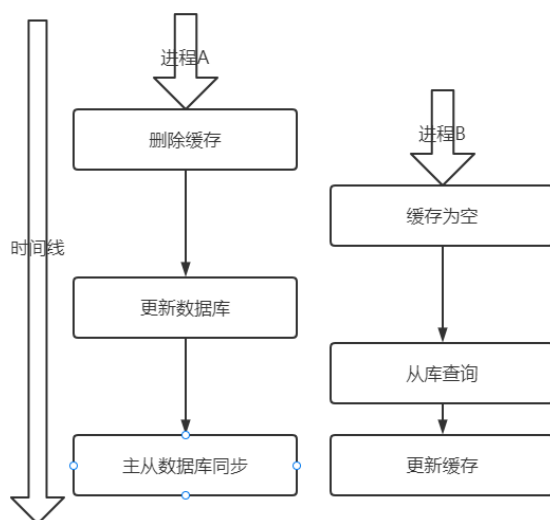 进程A
删除缓存
进程B
缓存为空
时间线
更新数据库
从库查询
主从数据库同步
更新缓存